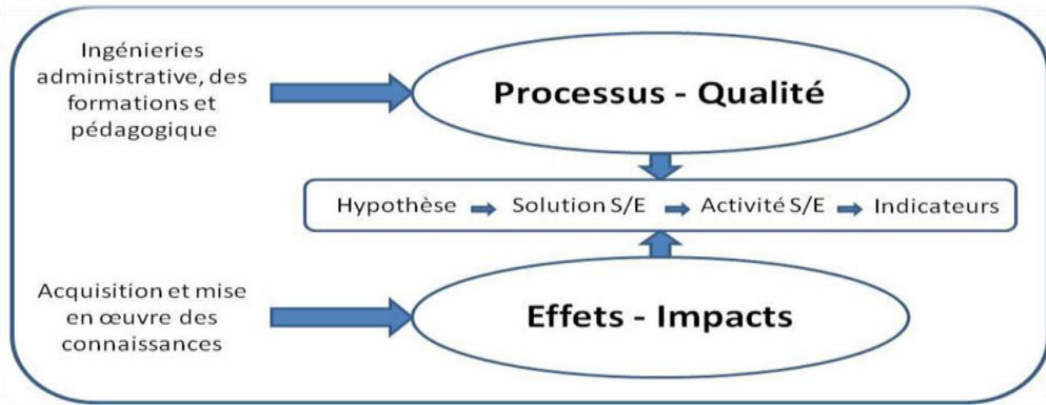 Ingénieries
administrative, des
formations et
pédagogique
Processus - Qualité
Hypothèse Solution S/E Activité S/E Indicateurs
Acquisition et mise
en œuvre des
connaissances
Effets - Impacts